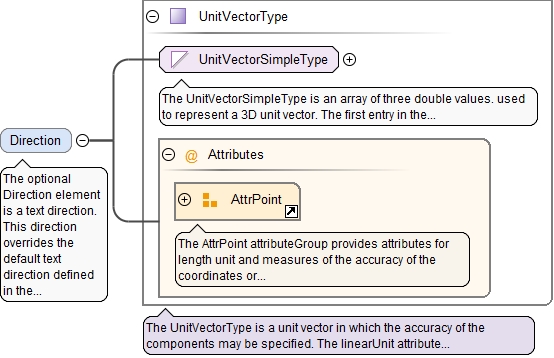 UnitVectorType
UnitVectorSimpleType
The UnitVectorSimpleType is an array of three double values. used
to represent a 3D unit vector. The first entry in the...
Direction
The optional
Direction element
is a text direction.
This direction
overrides the
default text
direction defined
in the...
@ Attributes
AttrPoint
The AttrPoint attributeGroup provides attributes for
length unit and measures of the accuracy of the
coordinates or...
The UnitVectorType is a unit vector in which the accuracy of the
components may be specified. The linearUnit attribute...